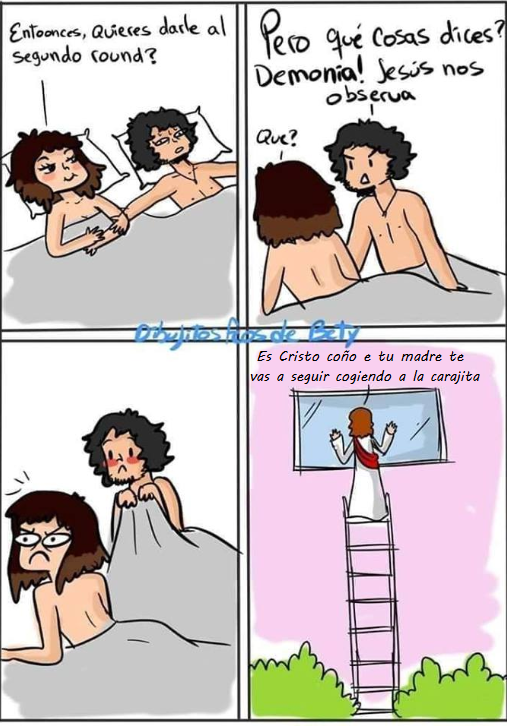 Entoonces, Quieres darle al
segundo round?
Pero qué cosas dices?
Demonia! Jesús nos
observa
Que?
Dibujitos feos de Bety
Es Cristo coño e tu madre te
vas a seguir cogiendo a la carajita